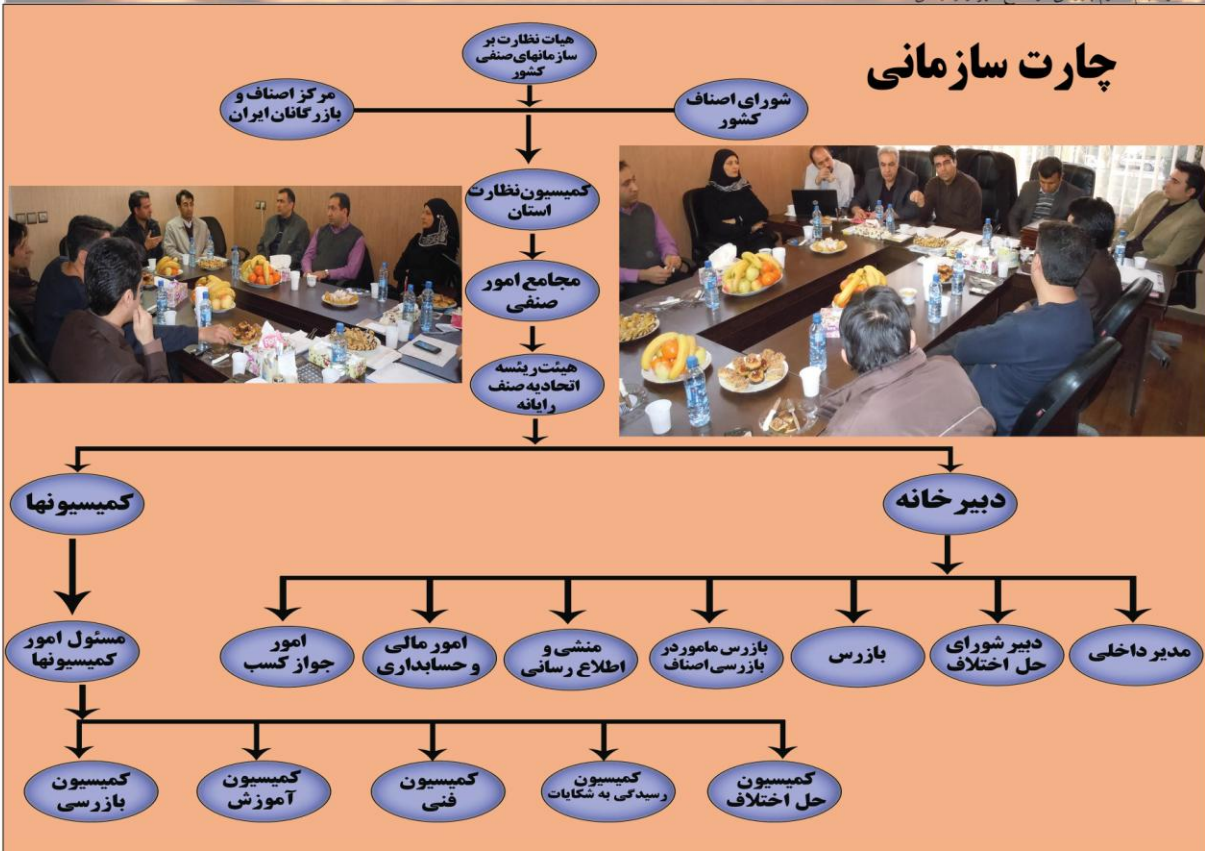 چارت سازمانی
هیات نظارت بر
سازمانهای صنفی
کشور
شورای اصناف
کشور
مرکز اصناف و
بازرگانان ایران
کمیسیون نظارت
استان
مجامع امور
صنفی
هیئت ریئسه
اتحادیه صنف
رایانه
دبیرخانه
کمیسیونها
مدیر داخلی
دبیر شورای
حل اختلاف
بازرس
بازرس مامور در
بازرسی اصناف
منشی و
اطلاع رسانی
امور مالی
و حسابداری
امور
جواز کسب
مسئول امور
کمیسیونها
کمیسیون
حل اختلاف
کمیسیون
رسیدگی به شکایات
کمیسیون
فنی
کمیسیون
آموزش
کمیسیون
بازرسی